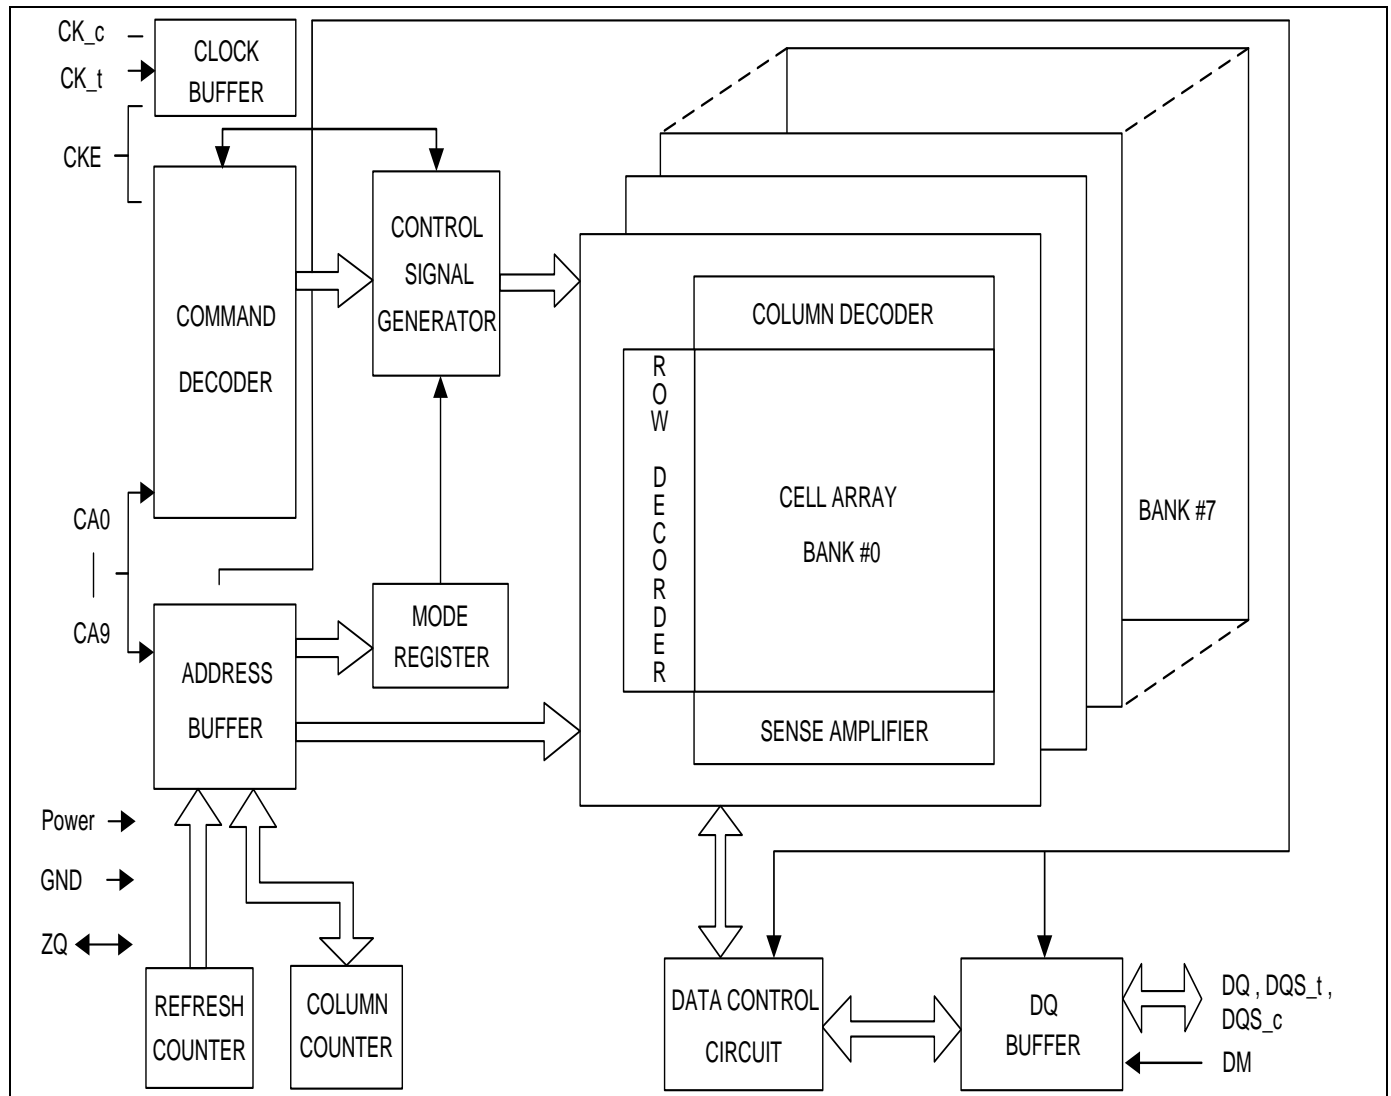 CK_c
CK_t
CKE
CLOCK
BUFFER
COMMAND
DECODER
CONTROL
SIGNAL
GENERATOR
CA0
CA9
ADDRESS
BUFFER
MODE
REGISTER
COLUMN DECODER
ROW DECORDER
CELL ARRAY
BANK #0
SENSE AMPLIFIER
BANK #7
Power
GND
ZQ
REFRESH
COUNTER
COLUMN
COUNTER
DATA CONTROL
CIRCUIT
DQ
BUFFER
DQ , DQS_t ,
DQS_c
DM